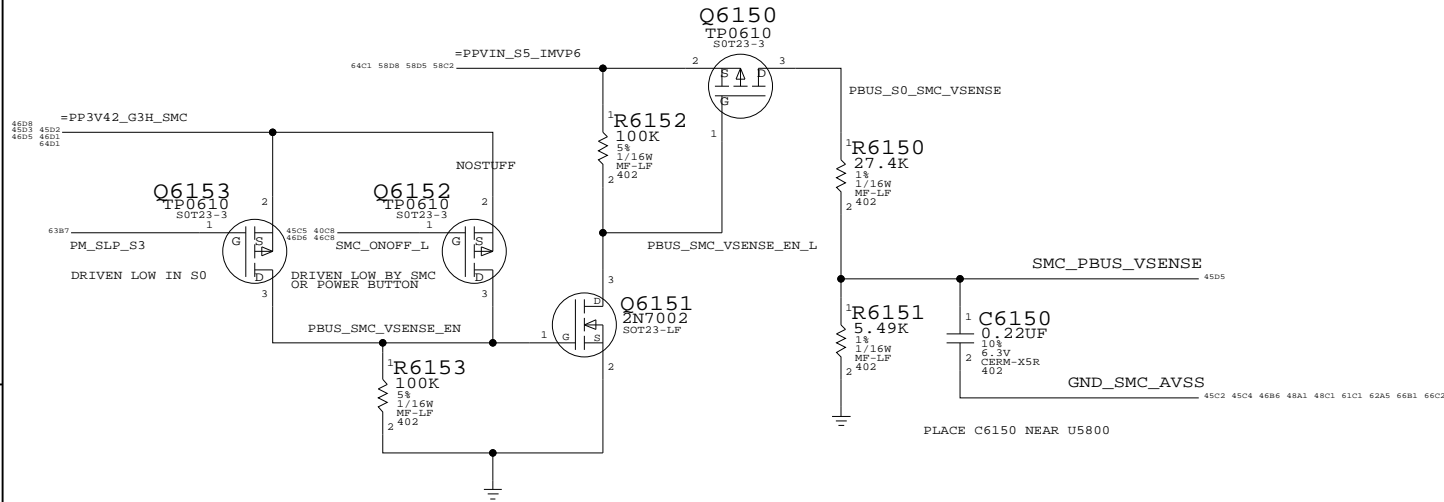 Q6150
TP0610
SOT23-3
=PPVIN_S5_IMVP6
64C1 58D8 58D5 58C2
2
S
D
3
G
1
PBUS_S0_SMC_VSENSE
=PP3V42_G3H_SMC
46D8
45D3 45D2
46D5 46D1
64D1
1
R6152
100K
5%
1/16W
MF-LF
402
2
NOSTUFF
1
R6150
27.4K
1%
1/16W
MF-LF
402
2
Q6153
TP0610
SOT23-3
2
1
G
S
D
3
63B7
PM_SLP_S3
DRIVEN LOW IN S0
Q6152
TP0610
SOT23-3
2
1
G
S
D
3
45C5 40C8
46D6 46C8
SMC_ONOFF_L
DRIVEN LOW BY SMC
OR POWER BUTTON
PBUS_SMC_VSENSE_EN_L
SMC_PBUS_VSENSE
45D5
PBUS_SMC_VSENSE_EN
3
D
1
G
S
2
Q6151
2N7002
SOT23-LF
1
R6151
5.49K
1%
1/16W
MF-LF
402
2
1
C6150
0.22UF
10%
6.3V
CERM-X5R
402
2
1
R6153
100K
5%
1/16W
MF-LF
402
2
GND_SMC_AVSS
45C2 45C4 46B6 48A1 48C1 61C1 62A5 66B1 66C2
PLACE C6150 NEAR U5800